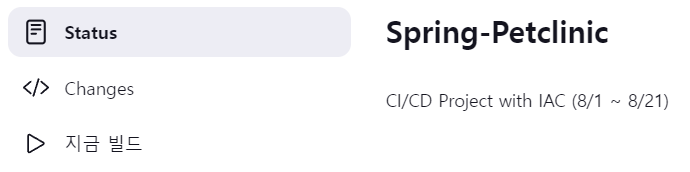 Status
Changes
지금 빌드
Spring-Petclinic
CI/CD Project with IAC (8/1 ~ 8/21)